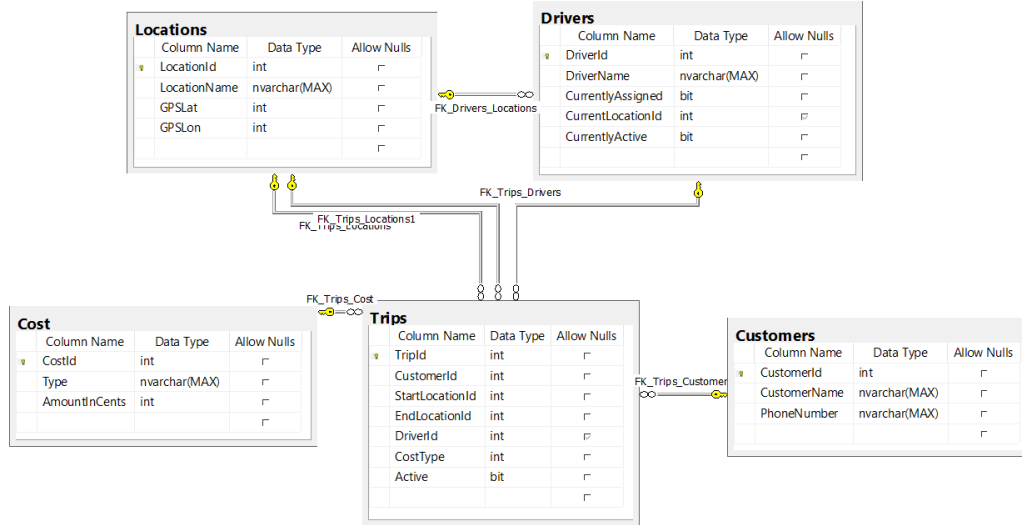 Locations
Column Name Data Type Allow Nulls
LocationId int
LocationName nvarchar(MAX)
GPSLat int
GPSLon int
Drivers
Column Name Data Type Allow Nulls
DriverId int
DriverName nvarchar(MAX)
CurrentlyAssigned bit
CurrentLocationId int
CurrentlyActive bit
FK_Drivers_Locations
FK_Trips_Drivers
FK_Trips_Locations1
FK_Trips_Locations
FK_Trips_Cost
Cost
Column Name Data Type Allow Nulls
CostId int
Type nvarchar(MAX)
AmountInCents int
Trips
Column Name Data Type Allow Nulls
TripId int
CustomerId int
StartLocationId int
EndLocationId int
DriverId int
CostType int
Active bit
FK_Trips_Customer
Customers
Column Name Data Type Allow Nulls
CustomerId int
CustomerName nvarchar(MAX)
PhoneNumber nvarchar(MAX)